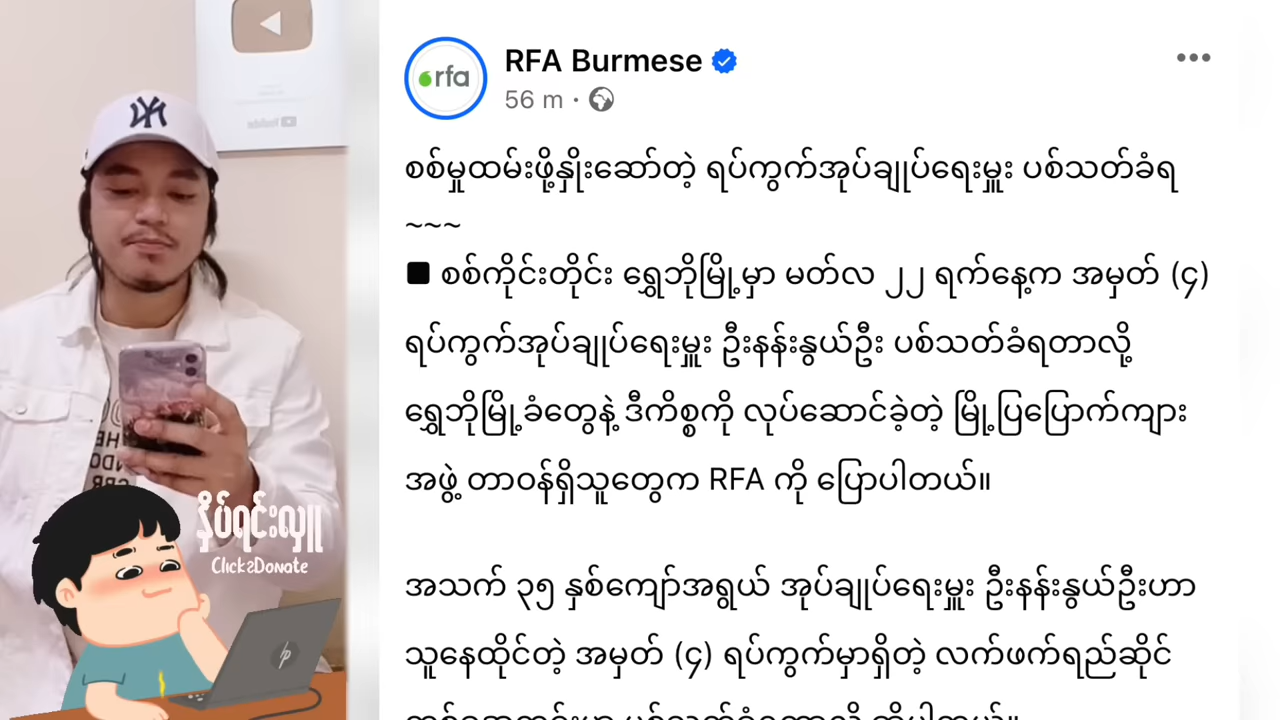 rfa
RFA Burmese
56 m
စစ်မှုထမ်းဖို့နှိုးဆော်တဲ့ ရပ်ကွက်အုပ်ချုပ်ရေးမှူး ပစ်သတ်ခံရ
~~~
■ စစ်ကိုင်းတိုင်း ရွှေဘိုမြို့မှာ မတ်လ ၂၂ ရက်နေ့က အမှတ် (၄)
ရပ်ကွက်အုပ်ချုပ်ရေးမှူး ဦးနန်းနွယ်ဦး ပစ်သတ်ခံရတာလို့
ရွှေဘိုမြို့ခံတွေနဲ့ ဒီကိစ္စကို လုပ်ဆောင်ခဲ့တဲ့ မြို့ပြပြောက်ကျား
အဖွဲ့ တာဝန်ရှိသူတွေက RFA ကို ပြောပါတယ်။
အသက် ၃၅ နှစ်ကျော်အရွယ် အုပ်ချုပ်ရေးမှူး ဦးနန်းနွယ်ဦးဟာ
သူနေထိုင်တဲ့ အမှတ် (၄) ရပ်ကွက်မှာရှိတဲ့ လက်ဖက်ရည်ဆိုင်
နှိပ်ရင်းလှူ
Click2Donate
hp